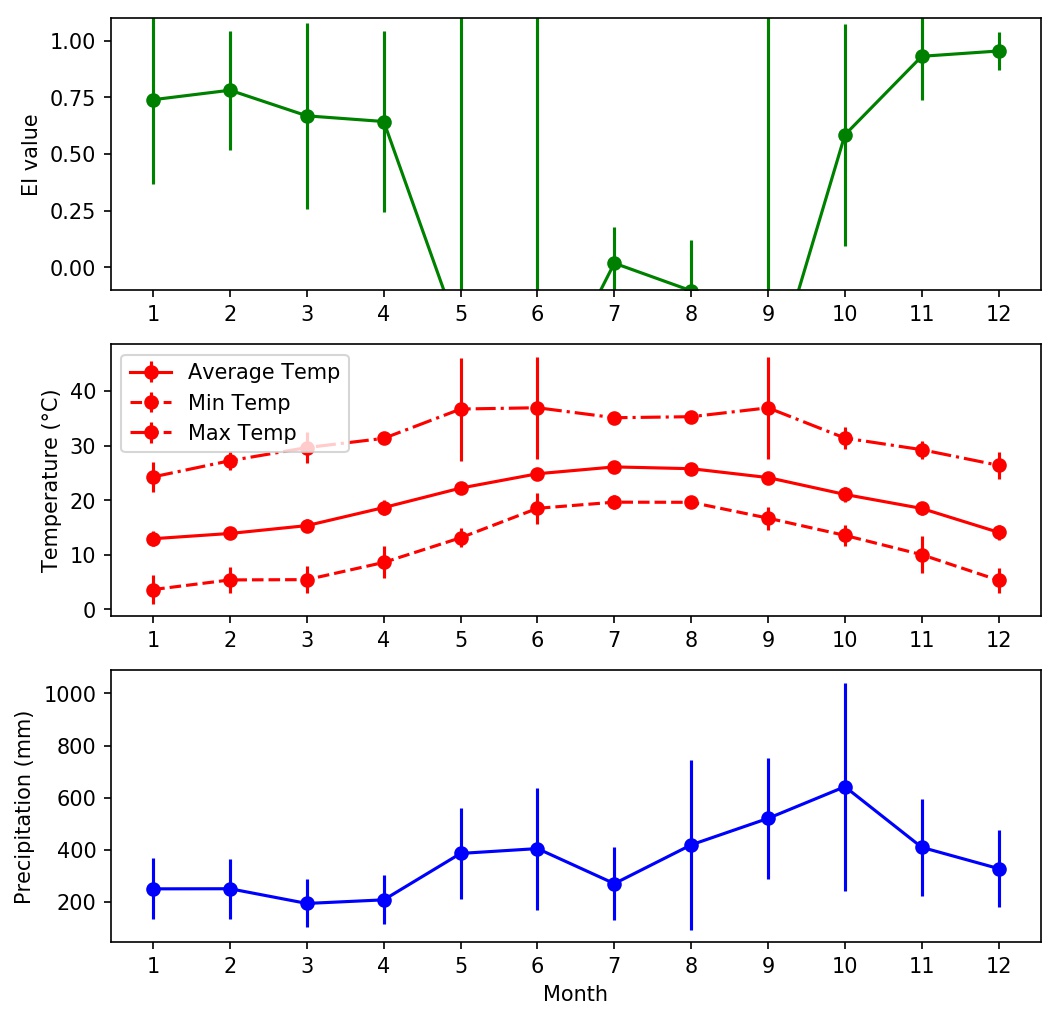 EI value
1.00
0.75
0.50
0.25
0.00
1 2 3 4 5 6 7 8 9 10 11 12
Temperature (°C)
Average Temp
Min Temp
Max Temp
40
30
20
10
0
1 2 3 4 5 6 7 8 9 10 11 12
Precipitation (mm)
1000
800
600
400
200
1 2 3 4 5 6 7 8 9 10 11 12
Month